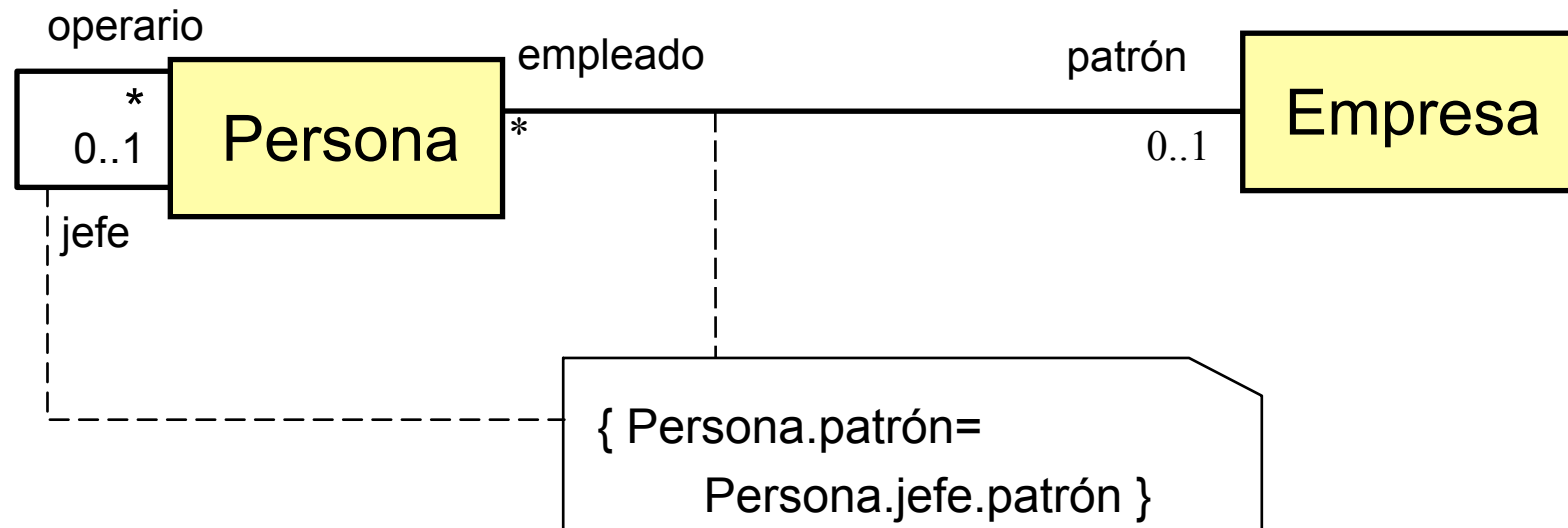 operario
empleado
patrón
*
0..1
Persona
*
0..1
Empresa
jefe
{ Persona.patrón=
Persona.jefe.patrón }